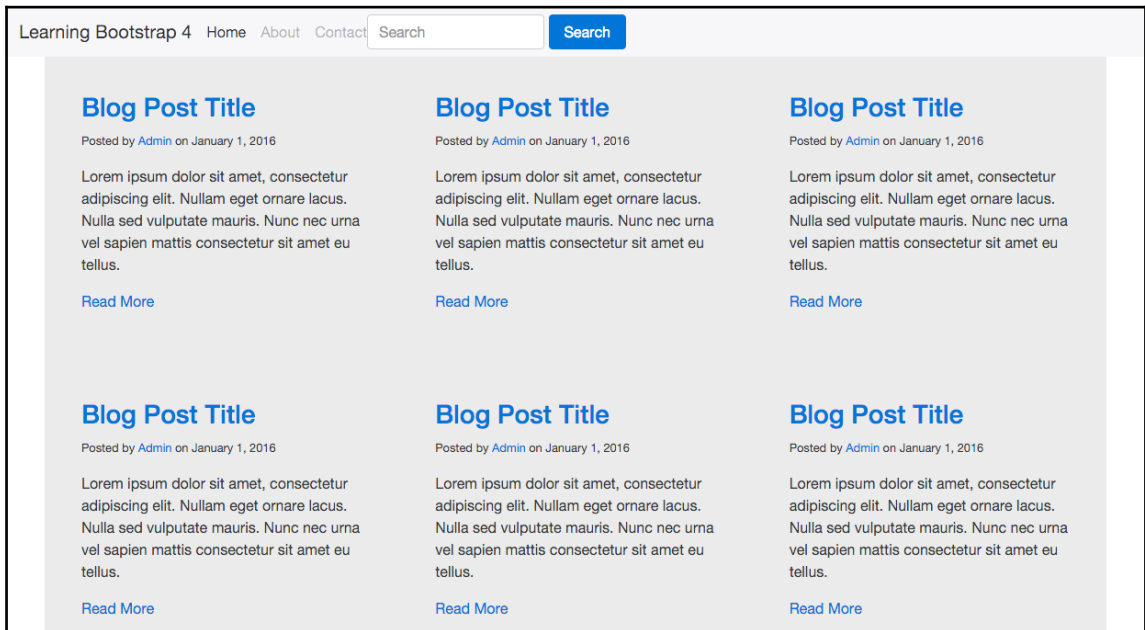 Learning Bootstrap 4 Home About Contact Search Search
Blog Post Title
Posted by Admin on January 1, 2016
Lorem ipsum dolor sit amet, consectetur
adipiscing elit. Nullam eget ornare lacus.
Nulla sed vulputate mauris. Nunc nec urna
vel sapien mattis consectetur sit amet eu
tellus.
Read More
Blog Post Title
Posted by Admin on January 1, 2016
Lorem ipsum dolor sit amet, consectetur
adipiscing elit. Nullam eget ornare lacus.
Nulla sed vulputate mauris. Nunc nec urna
vel sapien mattis consectetur sit amet eu
tellus.
Read More
Blog Post Title
Posted by Admin on January 1, 2016
Lorem ipsum dolor sit amet, consectetur
adipiscing elit. Nullam eget ornare lacus.
Nulla sed vulputate mauris. Nunc nec urna
vel sapien mattis consectetur sit amet eu
tellus.
Read More
Blog Post Title
Posted by Admin on January 1, 2016
Lorem ipsum dolor sit amet, consectetur
adipiscing elit. Nullam eget ornare lacus.
Nulla sed vulputate mauris. Nunc nec urna
vel sapien mattis consectetur sit amet eu
tellus.
Read More
Blog Post Title
Posted by Admin on January 1, 2016
Lorem ipsum dolor sit amet, consectetur
adipiscing elit. Nullam eget ornare lacus.
Nulla sed vulputate mauris. Nunc nec urna
vel sapien mattis consectetur sit amet eu
tellus.
Read More
Blog Post Title
Posted by Admin on January 1, 2016
Lorem ipsum dolor sit amet, consectetur
adipiscing elit. Nullam eget ornare lacus.
Nulla sed vulputate mauris. Nunc nec urna
vel sapien mattis consectetur sit amet eu
tellus.
Read More